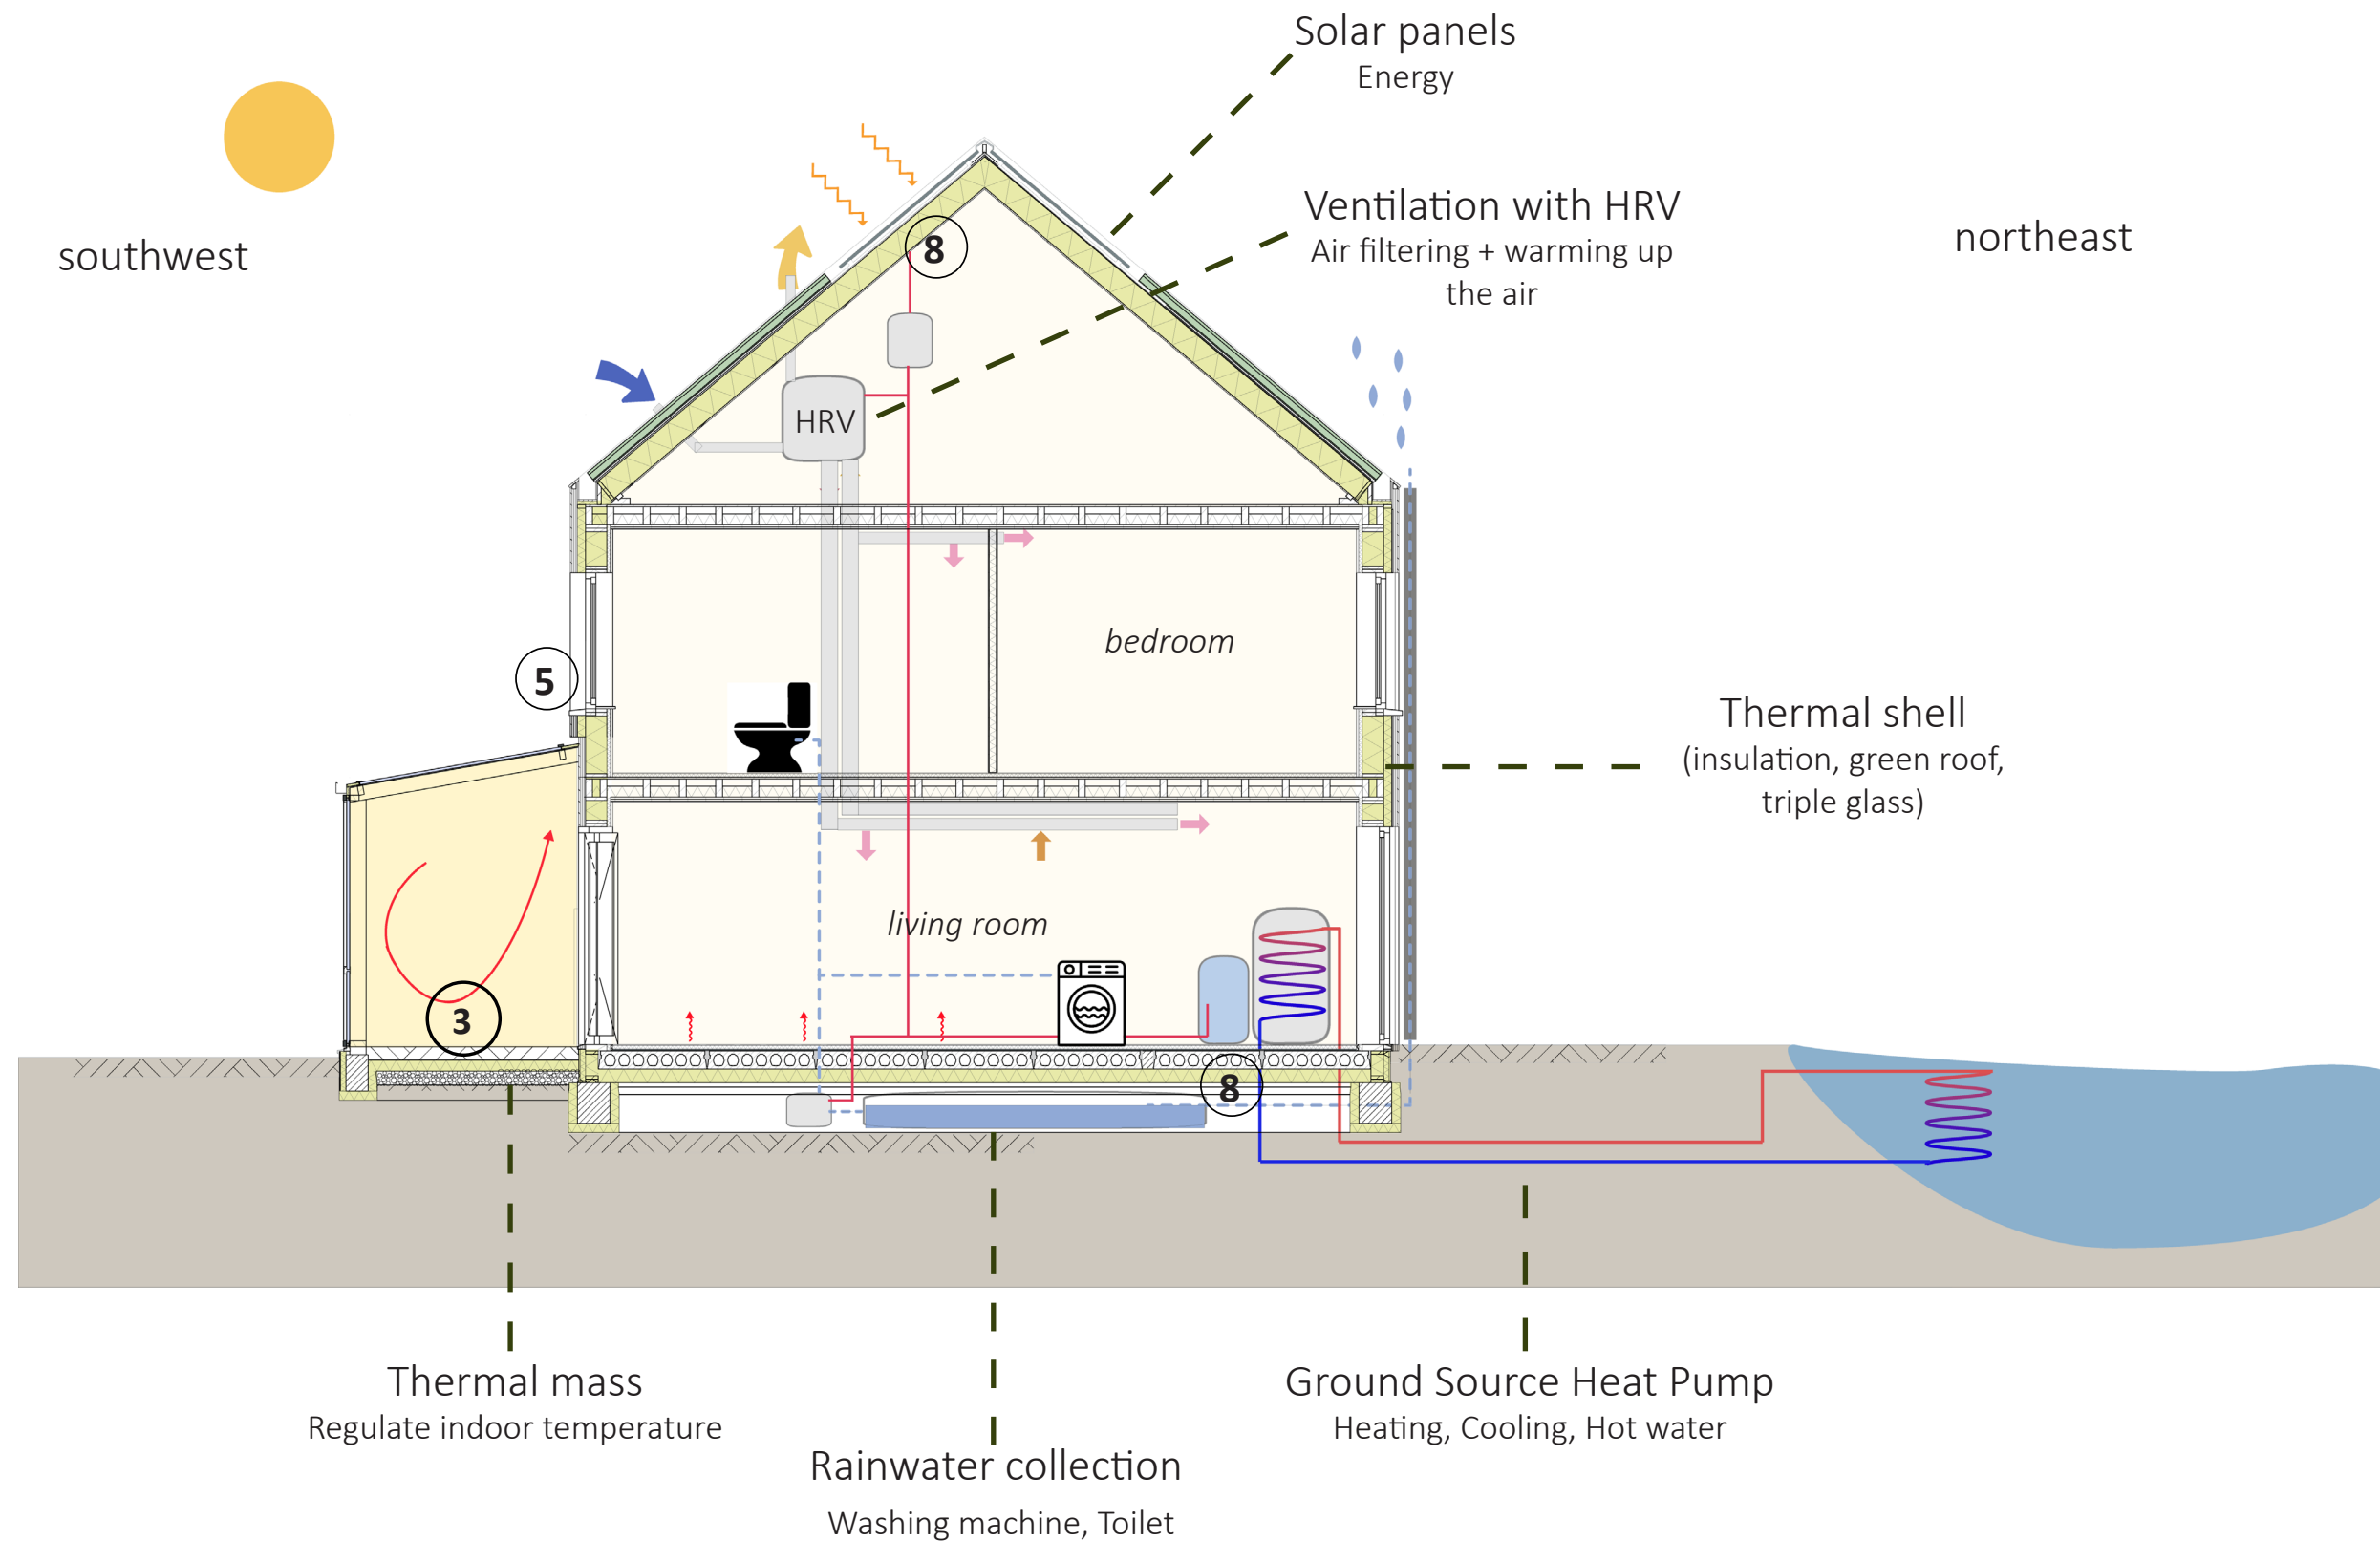 Solar panels
Energy
southwest
Ventilation with HRV
Air filtering + warming up
the air
northeast
8
HRV
bedroom
5
Thermal shell
(insulation, green roof,
triple glass)
living room
3
8
Thermal mass
Regulate indoor temperature
Ground Source Heat Pump
Heating, Cooling, Hot water
Rainwater collection
Washing machine, Toilet